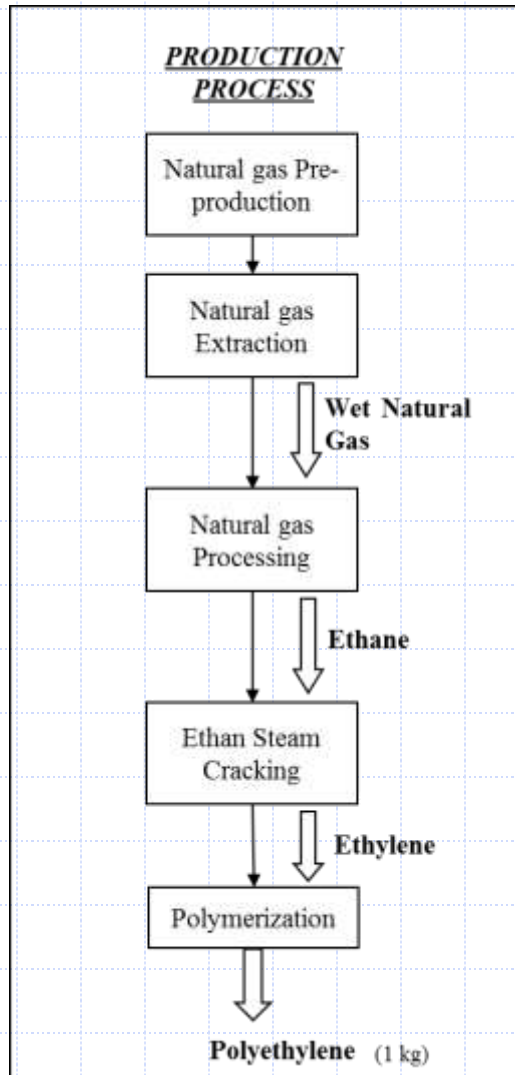 PRODUCTION
PROCESS
Natural gas Pre-
production
Natural gas
Extraction
Wet Natural
Gas
Natural gas
Processing
Ethane
Ethan Steam
Cracking
Ethylene
Polymerization
Polyethylene (1 kg)